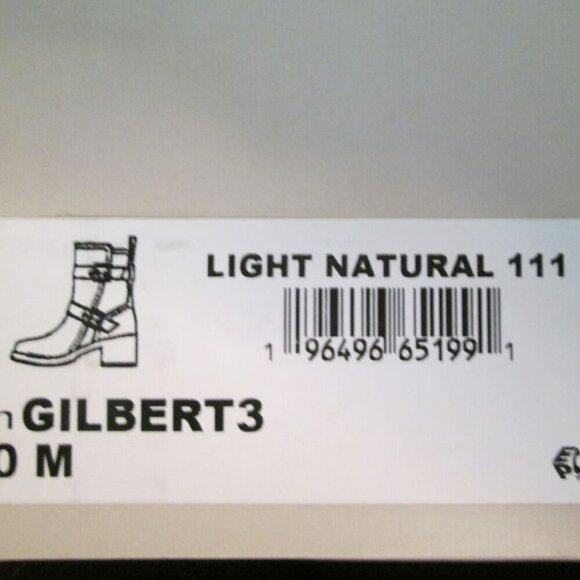 LIGHT NATURAL 111
1 96496 65199 1
GILBERT3
0 M